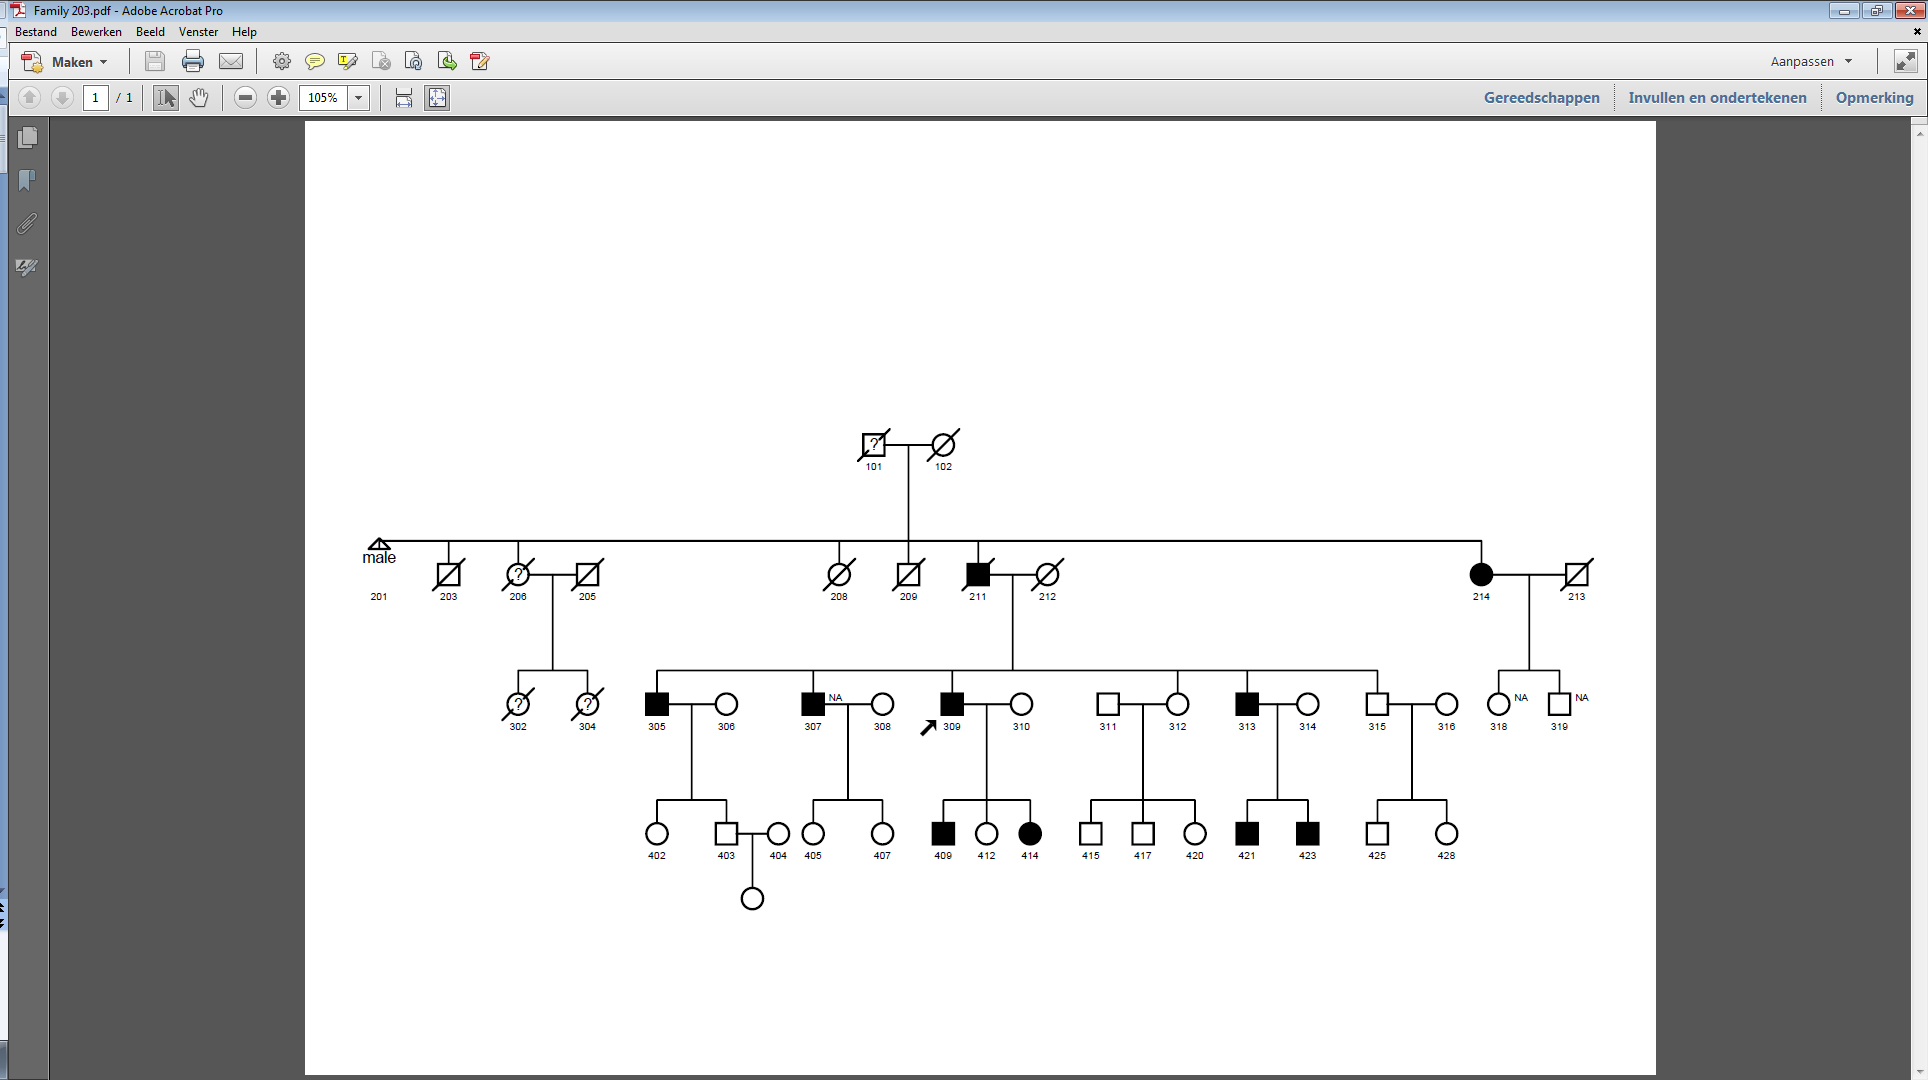 Family 203.pdf - Adobe Acrobat Pro
Bestand Bewerken Beeld Venster Help
Maken Aanpassen
1 / 1 105% Gereedschappen Invullen en ondertekenen Opmerking
?
101 102
male
? 
201 203 206 205 208 209 211 212 214 213
? ? NA NA NA
302 304 305 306 307 308 309 310 311 312 313 314 315 316 318 319
402 403 404 405 407 409 412 414 415 417 420 421 423 425 428